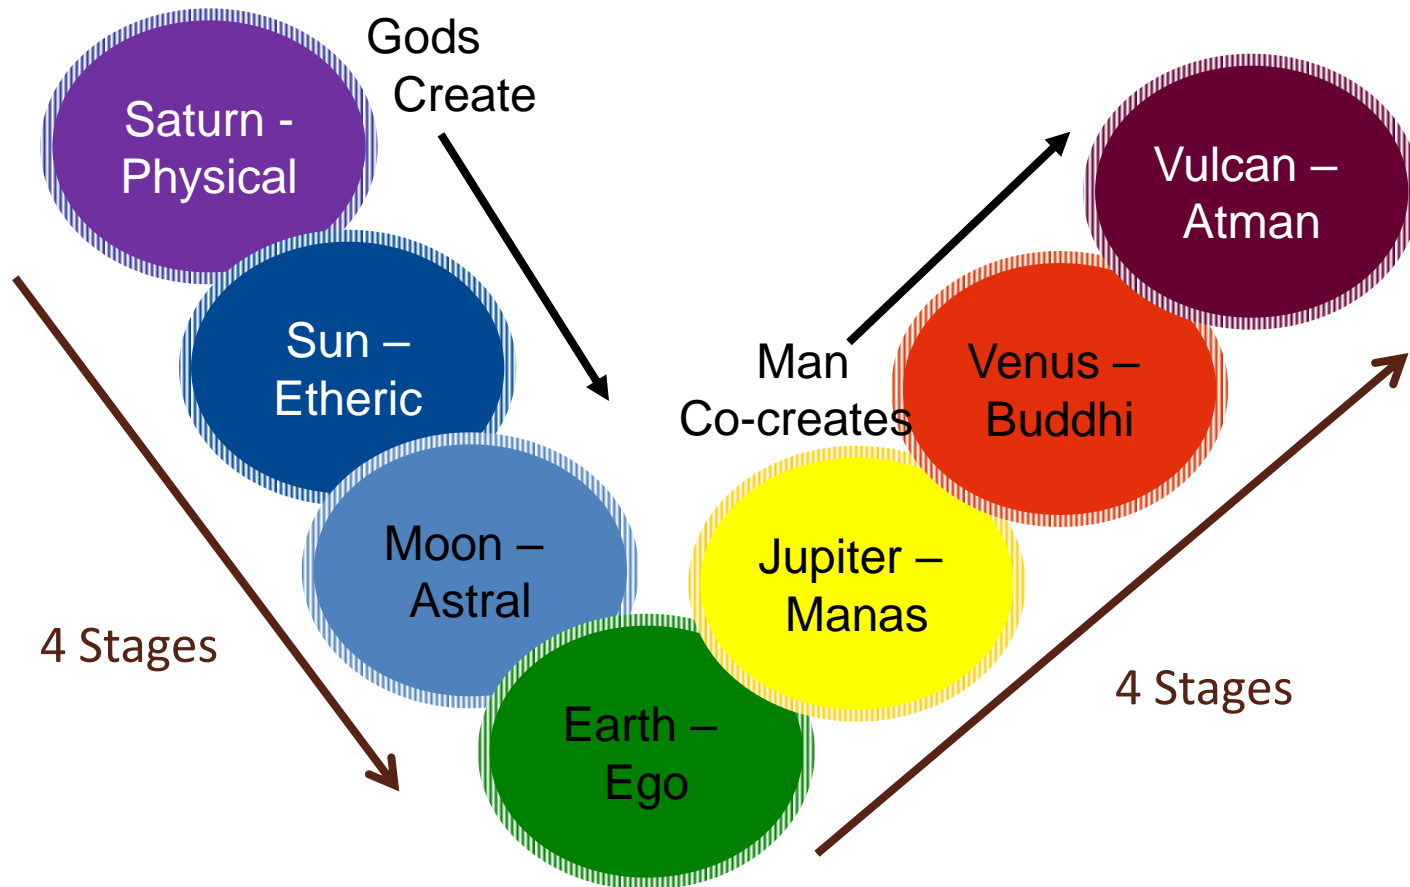 Gods
Create
Saturn -
Physical
Vulcan –
Atman
Sun –
Etheric
Man
Co-creates
Venus –
Buddhi
Moon –
Astral
Jupiter –
Manas
4 Stages
4 Stages
Earth –
Ego